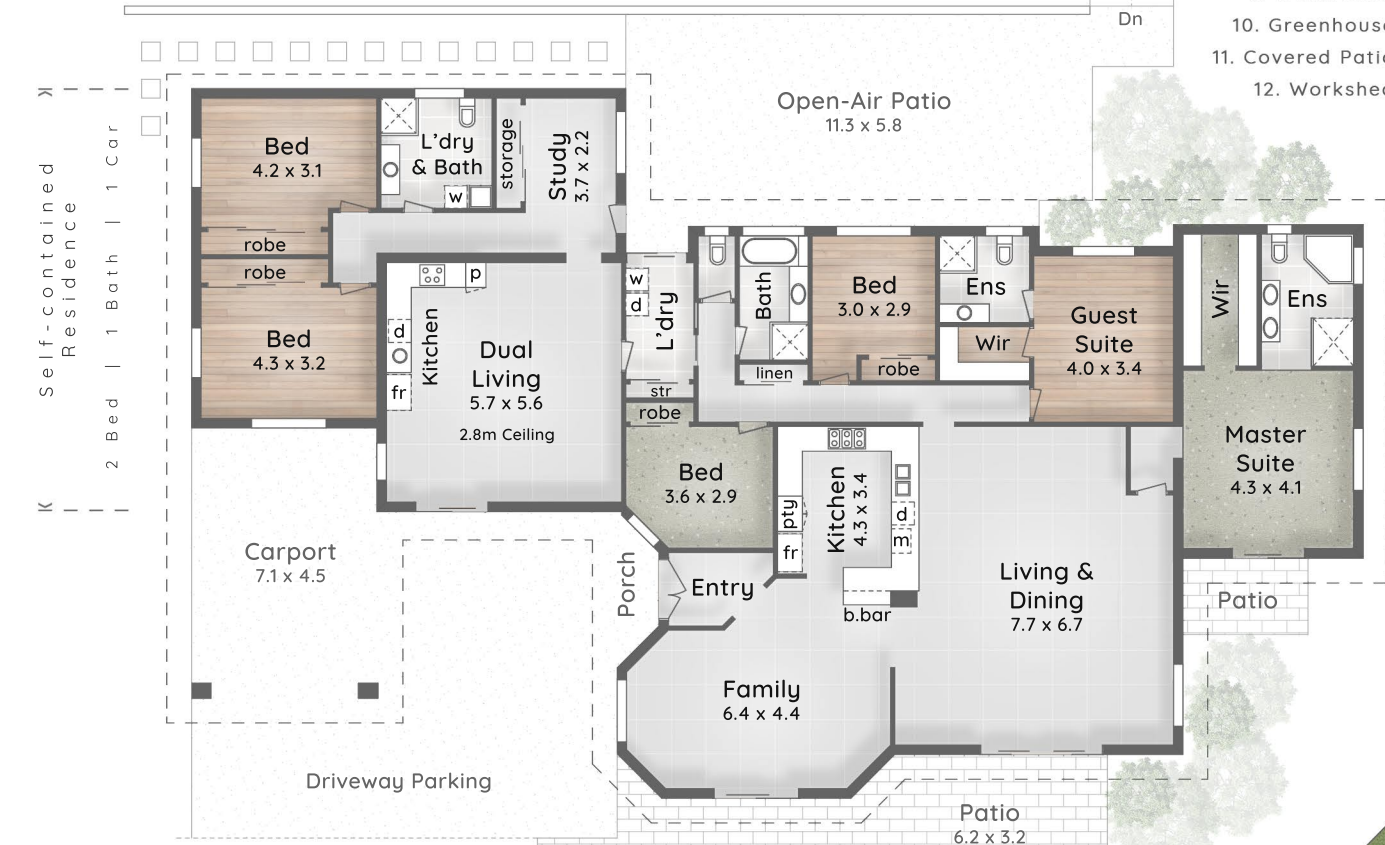 Dn
10. Greenhouse
11. Covered Patio
12. Workshed
Open-Air Patio
11.3 x 5.8
Self-contained
Residence
2 Bed | 1 Bath | 1 Car
Bed
4.2 x 3.1
robe
L'dry
& Bath
w
storage
Study
3.7 x 2.2
robe
Bed
4.3 x 3.2
p
Kitchen
d
fr
Dual
Living
5.7 x 5.6
2.8m Ceiling
w
d
L'dry
str
robe
Bath
linen
Bed
3.0 x 2.9
robe
Ens
Wir
Guest
Suite
4.0 x 3.4
Wir
Ens
Master
Suite
4.3 x 4.1
Bed
3.6 x 2.9
pty
fr
Kitchen
4.3 x 3.4
d
m
b.bar
Living &
Dining
7.7 x 6.7
Carport
7.1 x 4.5
Porch
Entry
Patio
Family
6.4 x 4.4
Driveway Parking
Patio
6.2 x 3.2